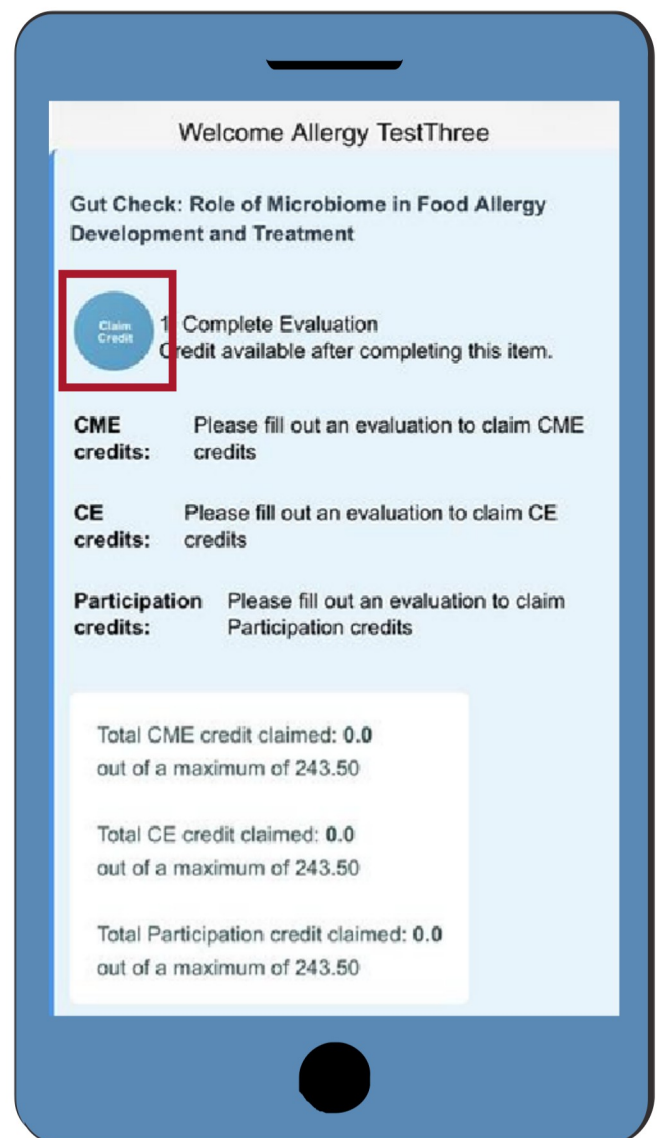 Welcome Allergy TestThree
Gut Check: Role of Microbiome in Food Allergy
Development and Treatment
Claim
Credit
1. Complete Evaluation
Credit available after completing this item.
CME credits: Please fill out an evaluation to claim CME
credits
CE credits: Please fill out an evaluation to claim CE
credits
Participation credits: Please fill out an evaluation to claim
Participation credits
Total CME credit claimed: 0.0
out of a maximum of 243.50
Total CE credit claimed: 0.0
out of a maximum of 243.50
Total Participation credit claimed: 0.0
out of a maximum of 243.50